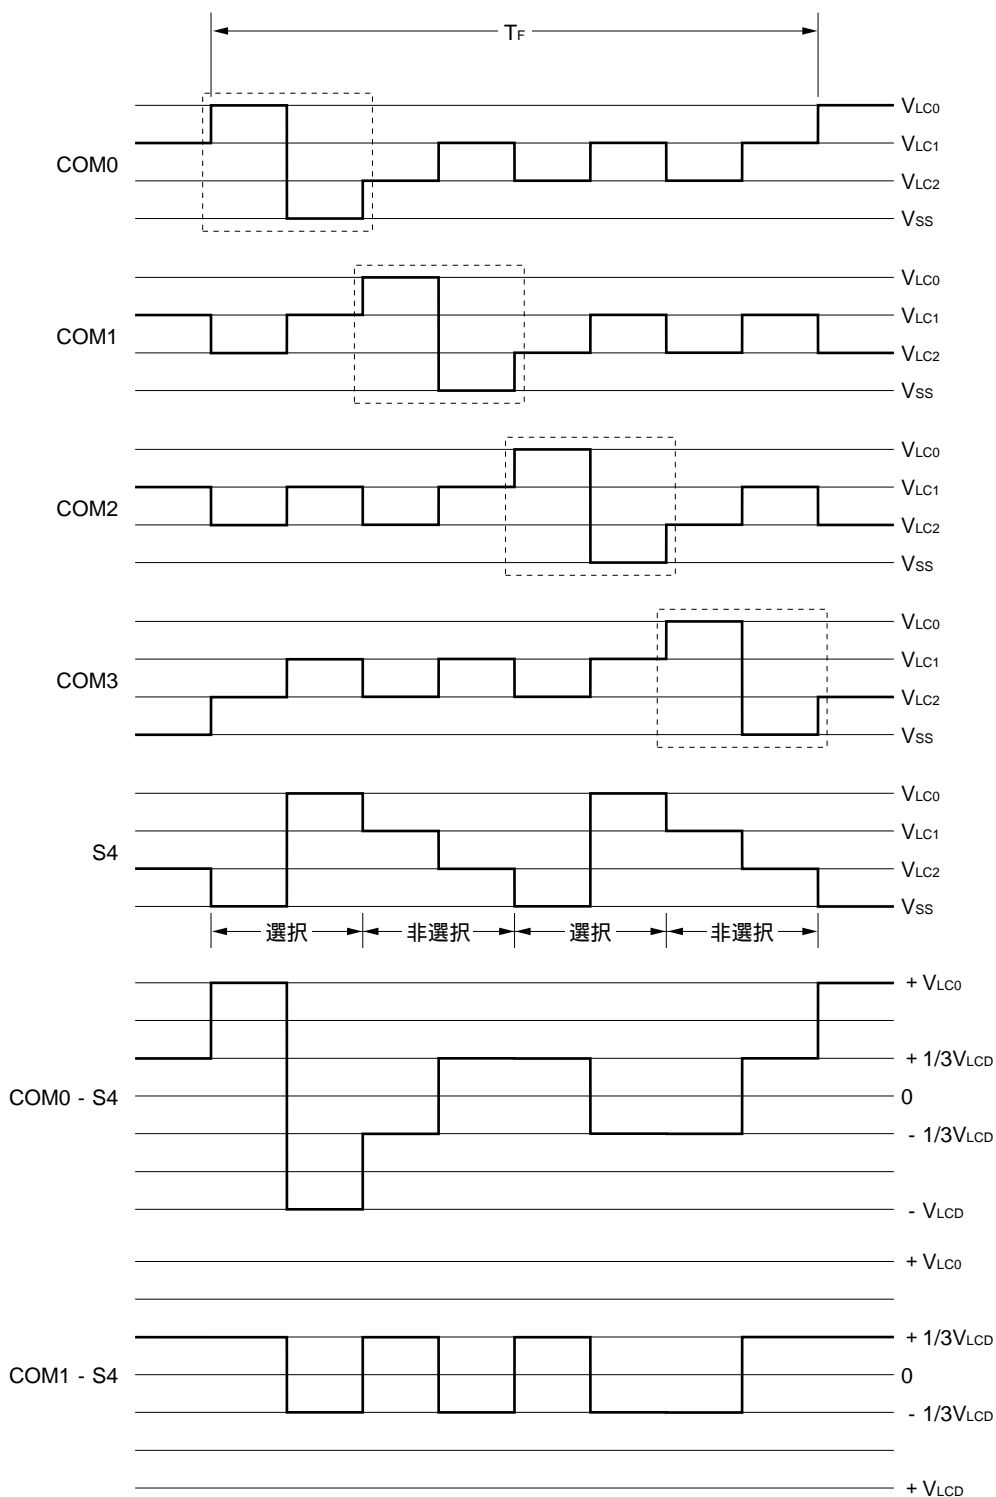 TF
VLC0
VLC1
COM0
VLC2
VSS
VLC0
VLC1
COM1
VLC2
VSS
VLC0
VLC1
COM2
VLC2
VSS
VLC0
VLC1
COM3
VLC2
VSS
VLC0
VLC1
S4
VLC2
VSS
選択 非選択 選択 非選択
+ VLC0
+ 1/3VLCD
COM0 - S4 0
- 1/3VLCD
- VLCD
+ VLC0
+ 1/3VLCD
COM1 - S4 0
- 1/3VLCD
+ VLCD